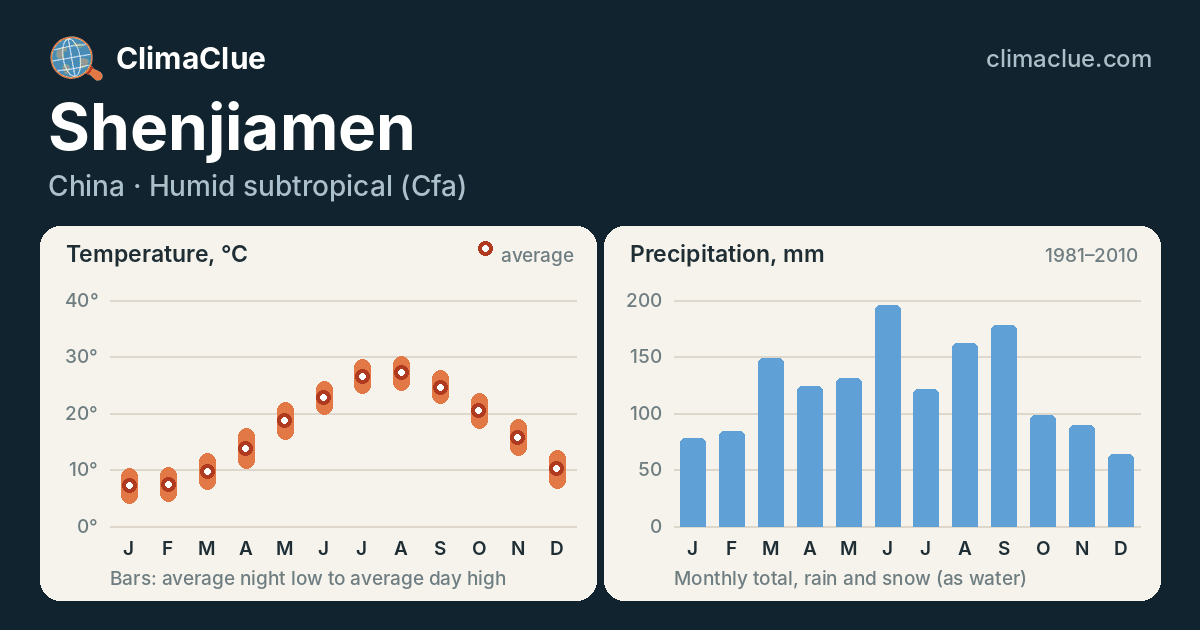 ClimaClue
climaclue.com
Shenjiamen
China · Humid subtropical (Cfa)
Temperature, °C
average
40°
30°
20°
10°
0°
J F M A M J J A S O N D
Bars: average night low to average day high
Precipitation, mm
1981–2010
200
150
100
50
0
J F M A M J J A S O N D
Monthly total, rain and snow (as water)